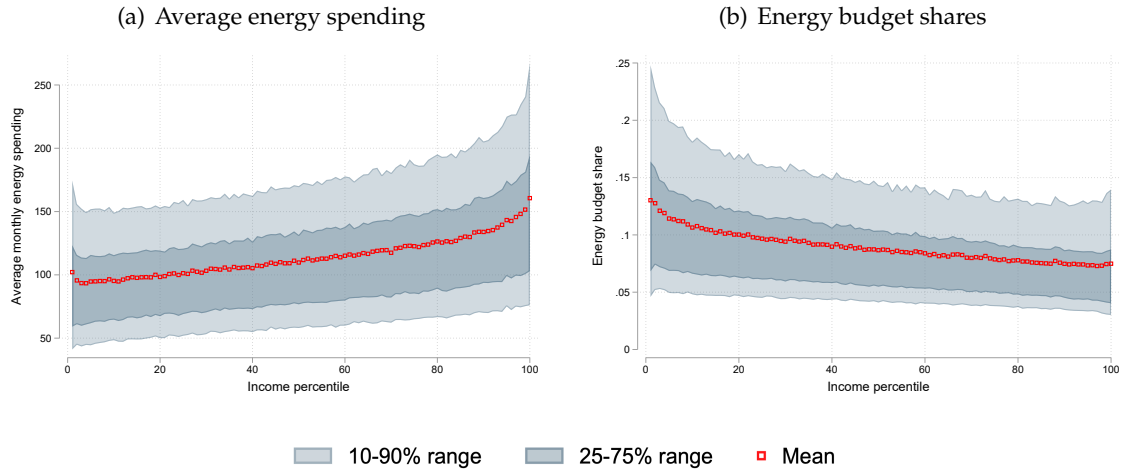 (a) Average energy spending
Average monthly energy spending
250
200
150
100
50
0
20
40
60
80
100
Income percentile
(b) Energy budget shares
Energy budget share
.25
.2
.15
.1
.05
0
0
20
40
60
80
100
Income percentile
10-90% range
25-75% range
Mean